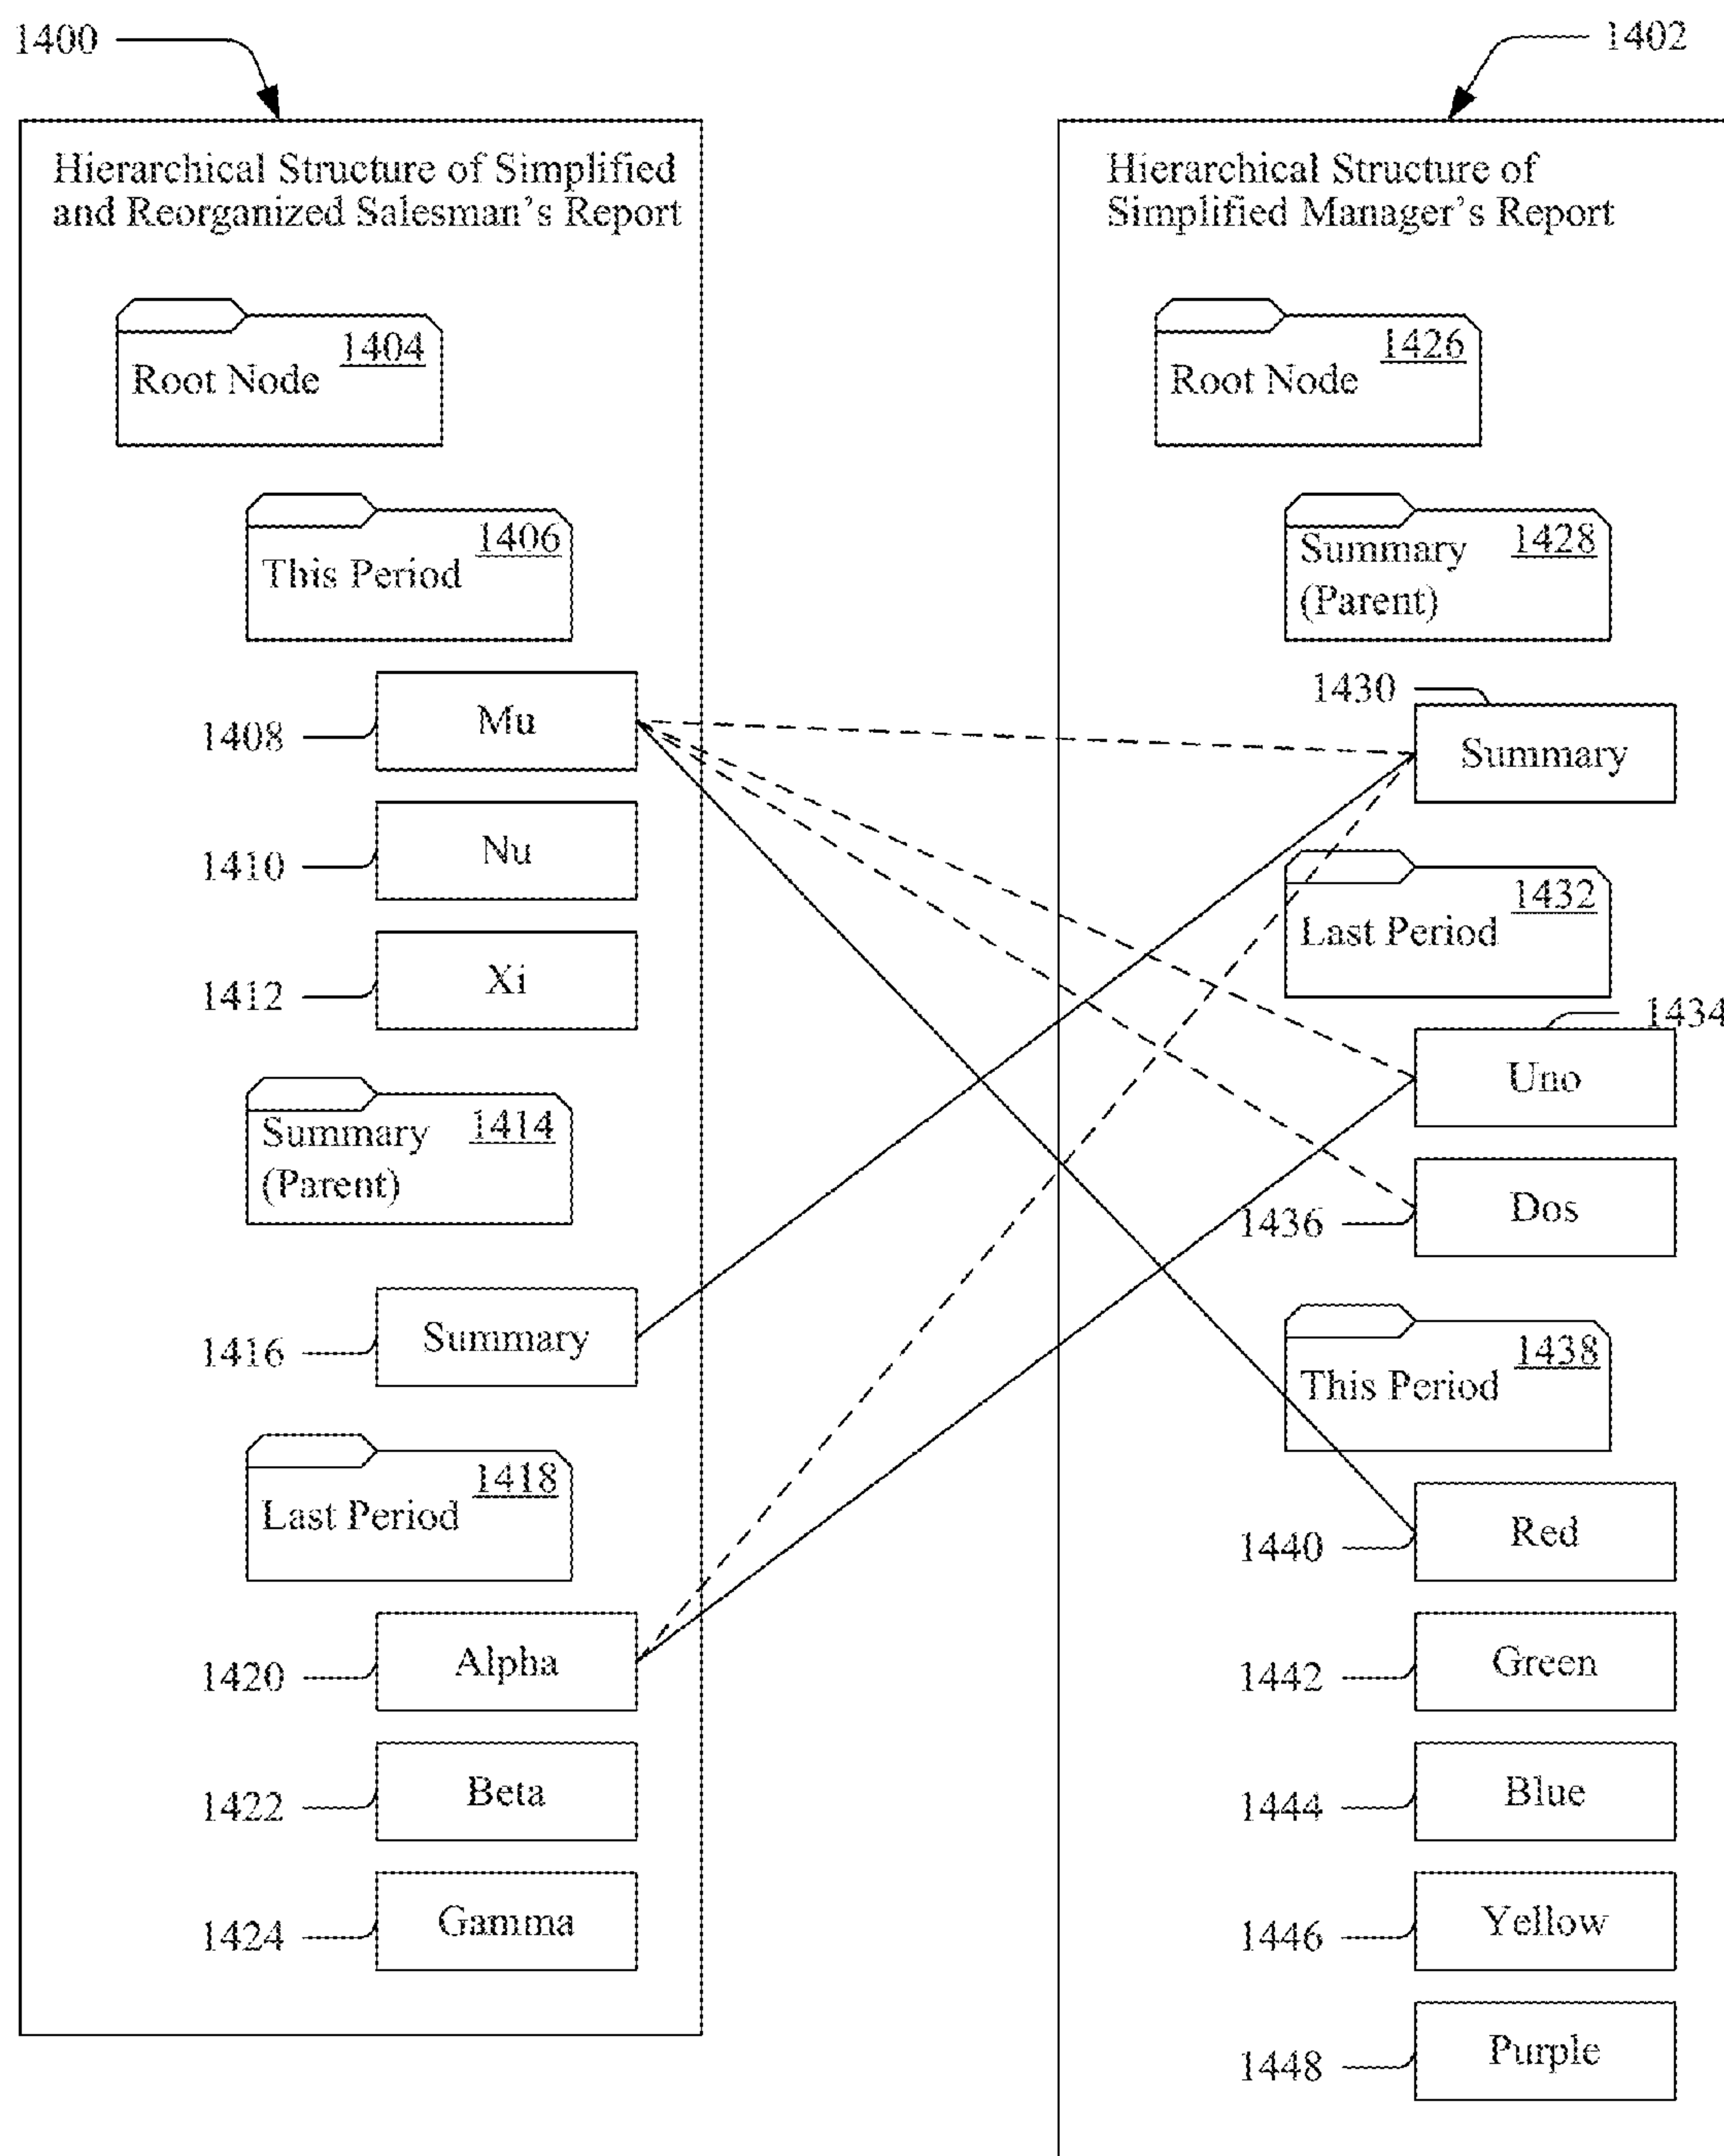 1400
1402
Hierarchical Structure of Simplified
and Reorganized Salesman's Report
1404
Root Node
1406
This Period
1408
Mu
1410
Nu
1412
Xi
1414
Summary
(Parent)
1416
Summary
1418
Last Period
1420
Alpha
1422
Beta
1424
Gamma
Hierarchical Structure of
Simplified Manager's Report
1426
Root Node
1428
Summary
(Parent)
1430
Summary
1432
Last Period
1434
Uno
1436
Dos
1438
This Period
1440
Red
1442
Green
1444
Blue
1446
Yellow
1448
Purple